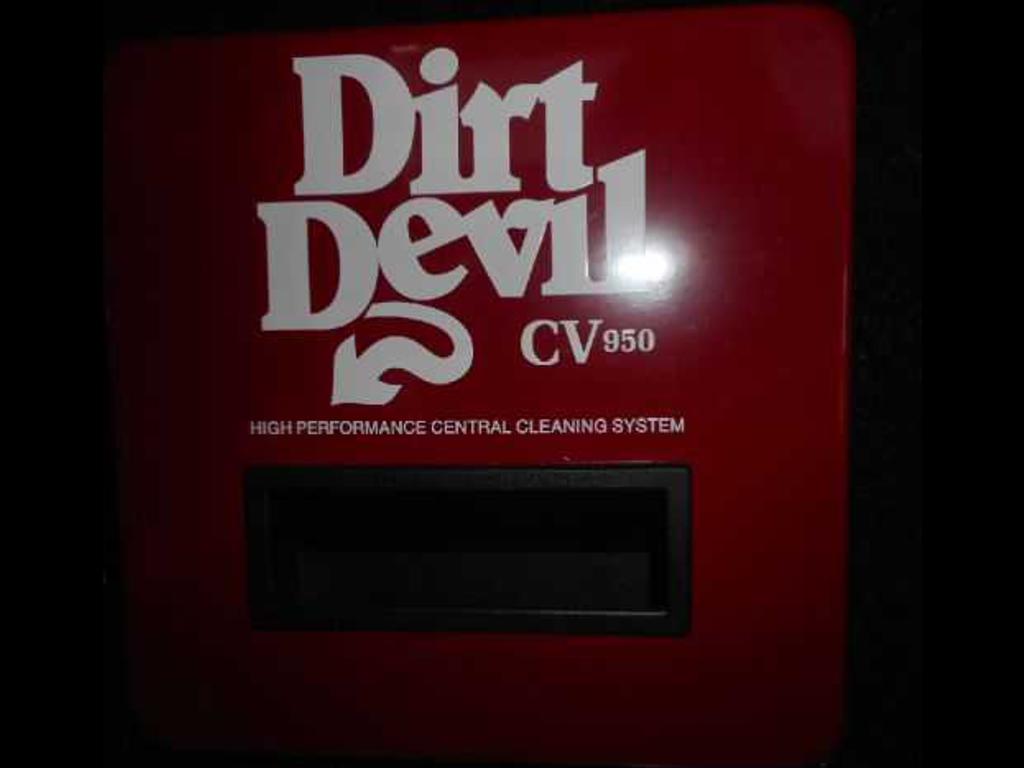 Dirt
Devil
CV950
HIGH PERFORMANCE CENTRAL CLEANING SYSTEM